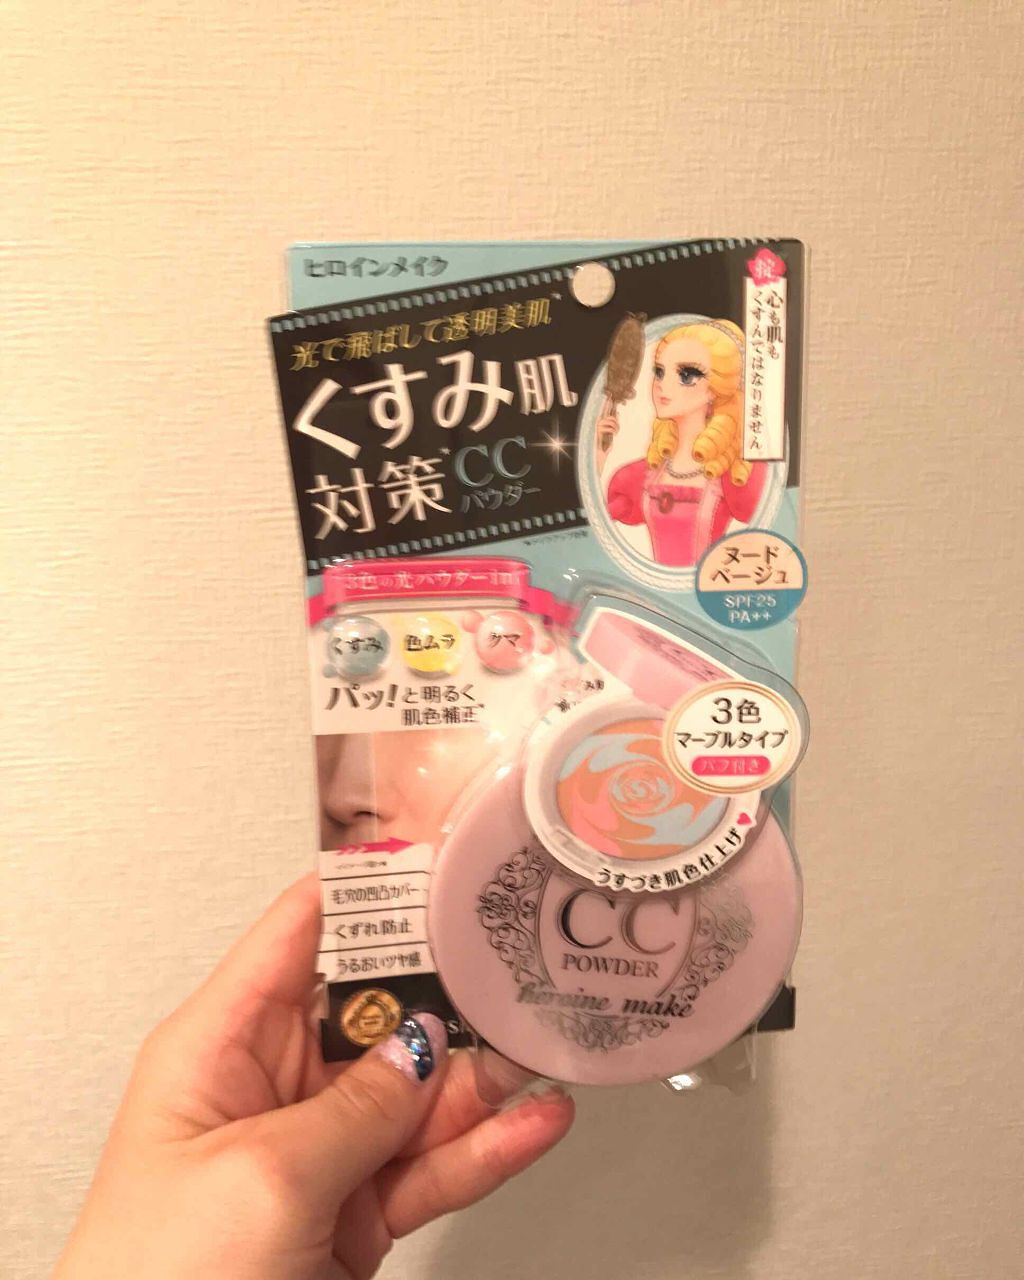 ヒロインメイク
掟
心も肌も
くすんではなりません
光で飛ばして透明美肌*
くすみ肌
対策*CC
パウダー
ヌード
ベージュ
SPF25
PA++
3色の光パウダーin
くすみ
色ムラ
クマ
パッ!と明るく
肌色補正*
3色
マーブルタイプ
パフ付き
うすづき肌色仕上げ♥
毛穴の凹凸カバー
くずれ防止
うるおいツヤ感
CC
POWDER
heroine make